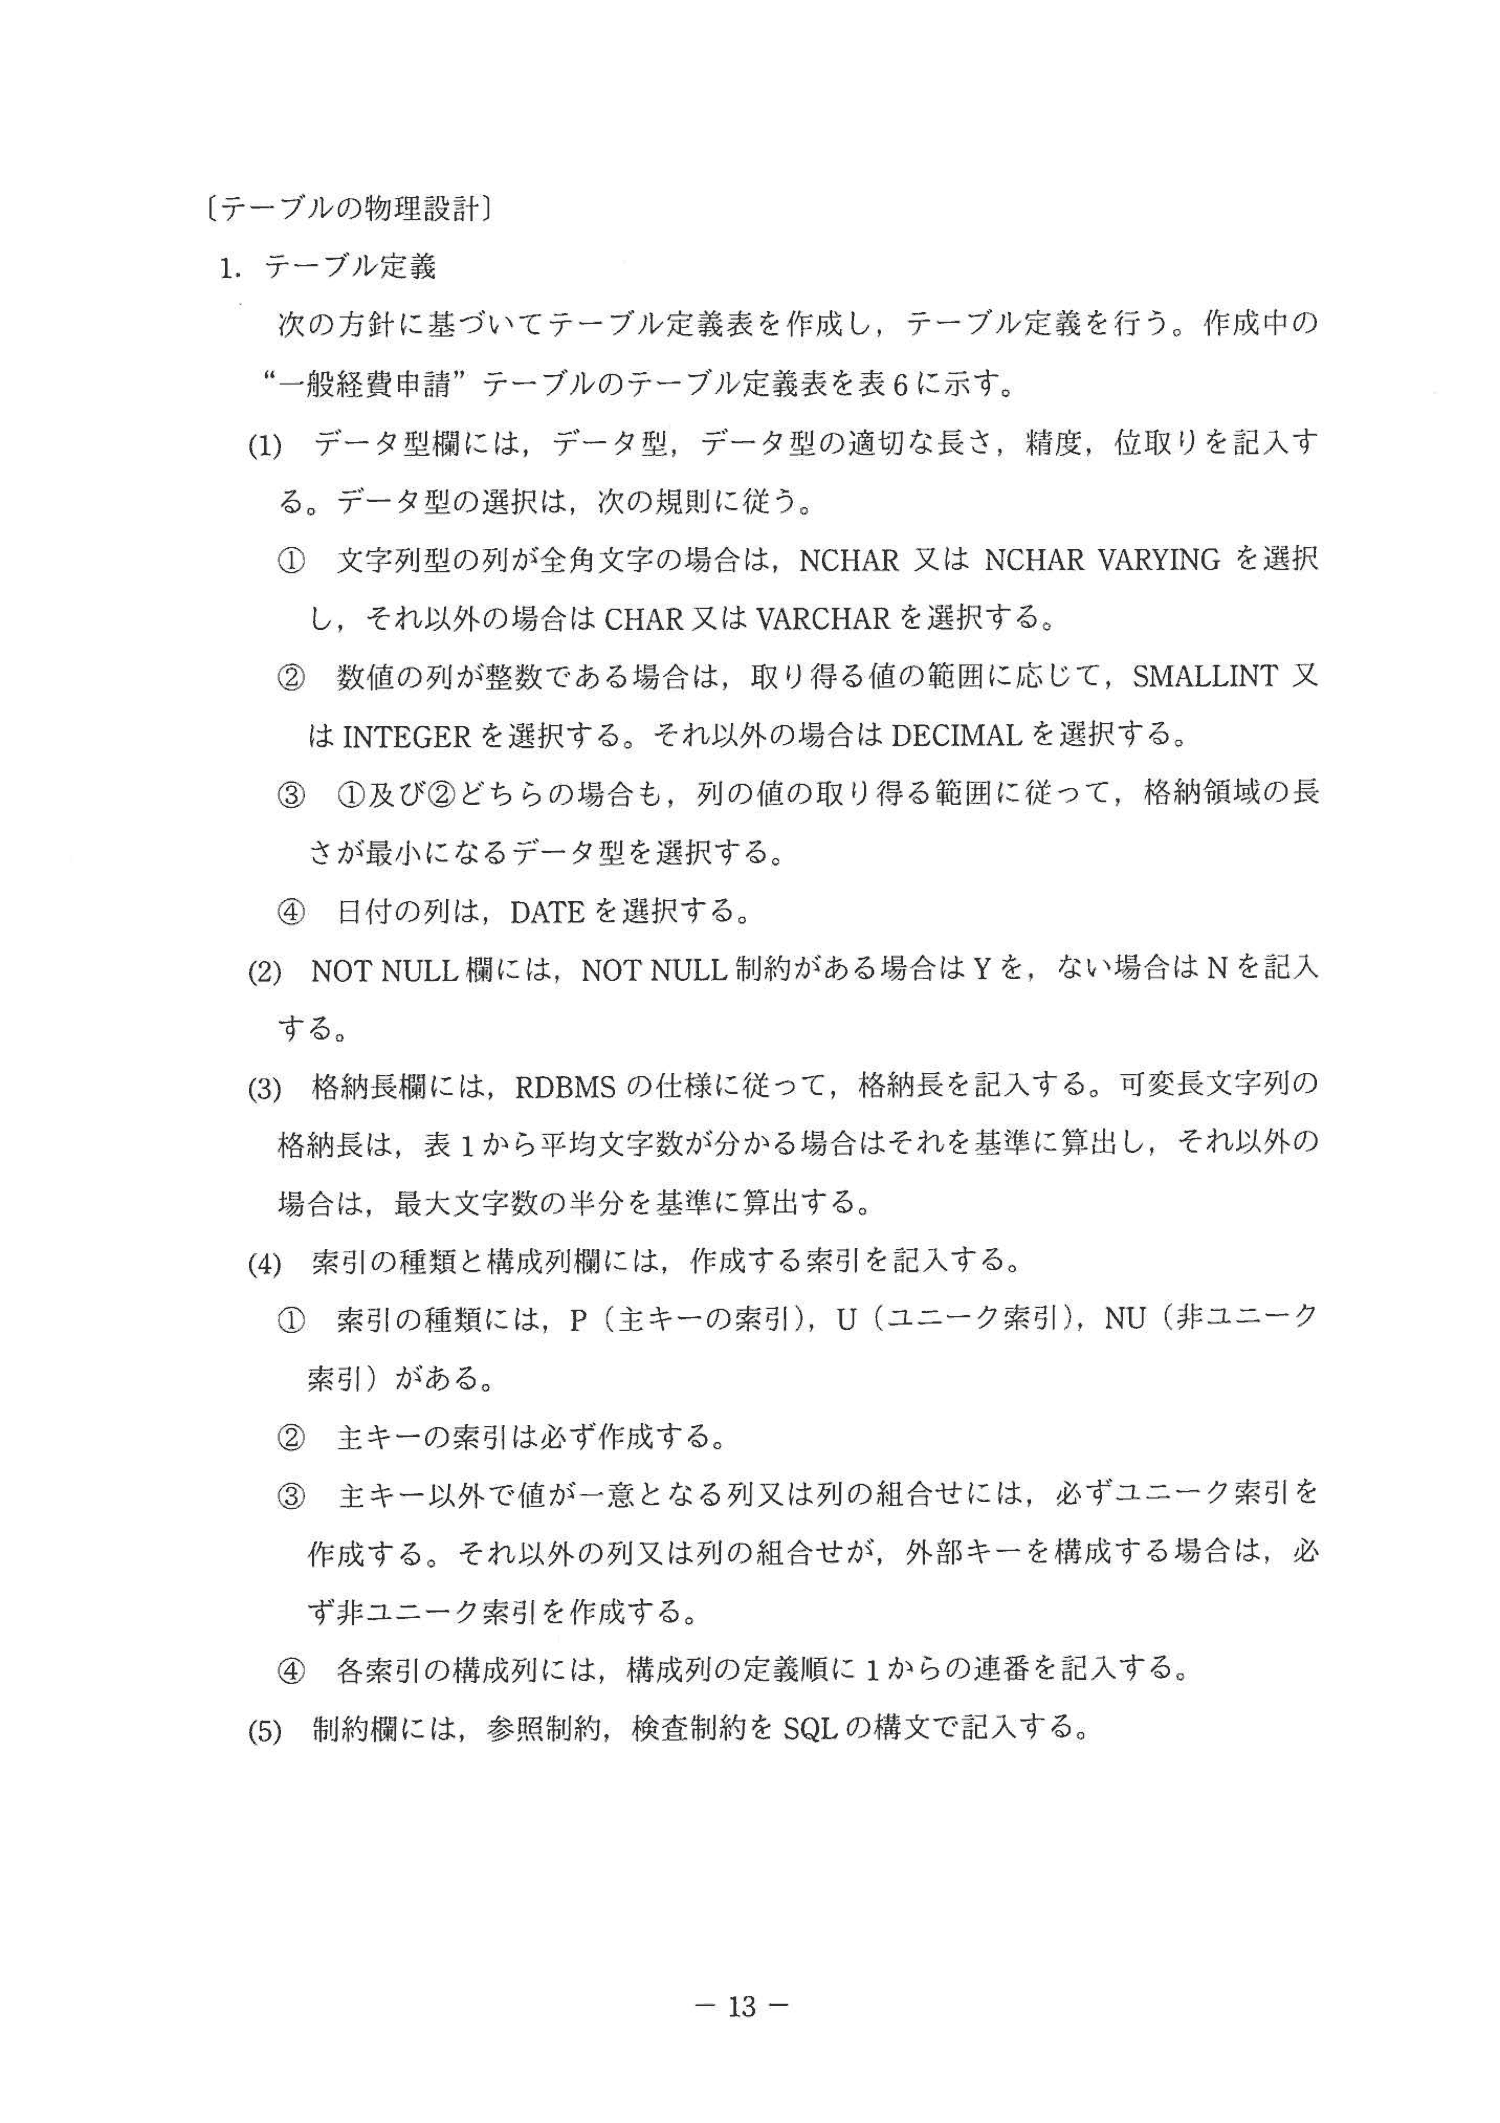 〔テーブルの物理設計〕
1. テーブル定義
次の方針に基づいてテーブル定義表を作成し，テーブル定義を行う。作成中の
“一般経費申請” テーブルのテーブル定義表を表 6 に示す。
(1) データ型欄には，データ型，データ型の適切な長さ，精度，位取りを記入す
る。データ型の選択は，次の規則に従う。
① 文字列型の列が全角文字の場合は，NCHAR 又は NCHAR VARYING を選択
し，それ以外の場合は CHAR 又は VARCHAR を選択する。
② 数値の列が整数である場合は，取り得る値の範囲に応じて，SMALLINT 又
は INTEGER を選択する。それ以外の場合は DECIMAL を選択する。
③ ①及び②どちらの場合も，列の値の取り得る範囲に従って，格納領域の長
さが最小になるデータ型を選択する。
④ 日付の列は，DATE を選択する。
(2) NOT NULL 欄には，NOT NULL 制約がある場合は Y を，ない場合は N を記入
する。
(3) 格納長欄には，RDBMS の仕様に従って，格納長を記入する。可変長文字列の
格納長は，表 1 から平均文字数が分かる場合はそれを基準に算出し，それ以外の
場合は，最大文字数の半分を基準に算出する。
(4) 索引の種類と構成列欄には，作成する索引を記入する。
① 索引の種類には，P（主キーの索引），U（ユニーク索引），NU（非ユニーク
索引）がある。
② 主キーの索引は必ず作成する。
③ 主キー以外で値が一意となる列又は列の組合せには，必ずユニーク索引を
作成する。それ以外の列又は列の組合せが，外部キーを構成する場合は，必
ず非ユニーク索引を作成する。
④ 各索引の構成列には，構成列の定義順に 1 からの連番を記入する。
(5) 制約欄には，参照制約，検査制約を SQL の構文で記入する。
－ 13 －